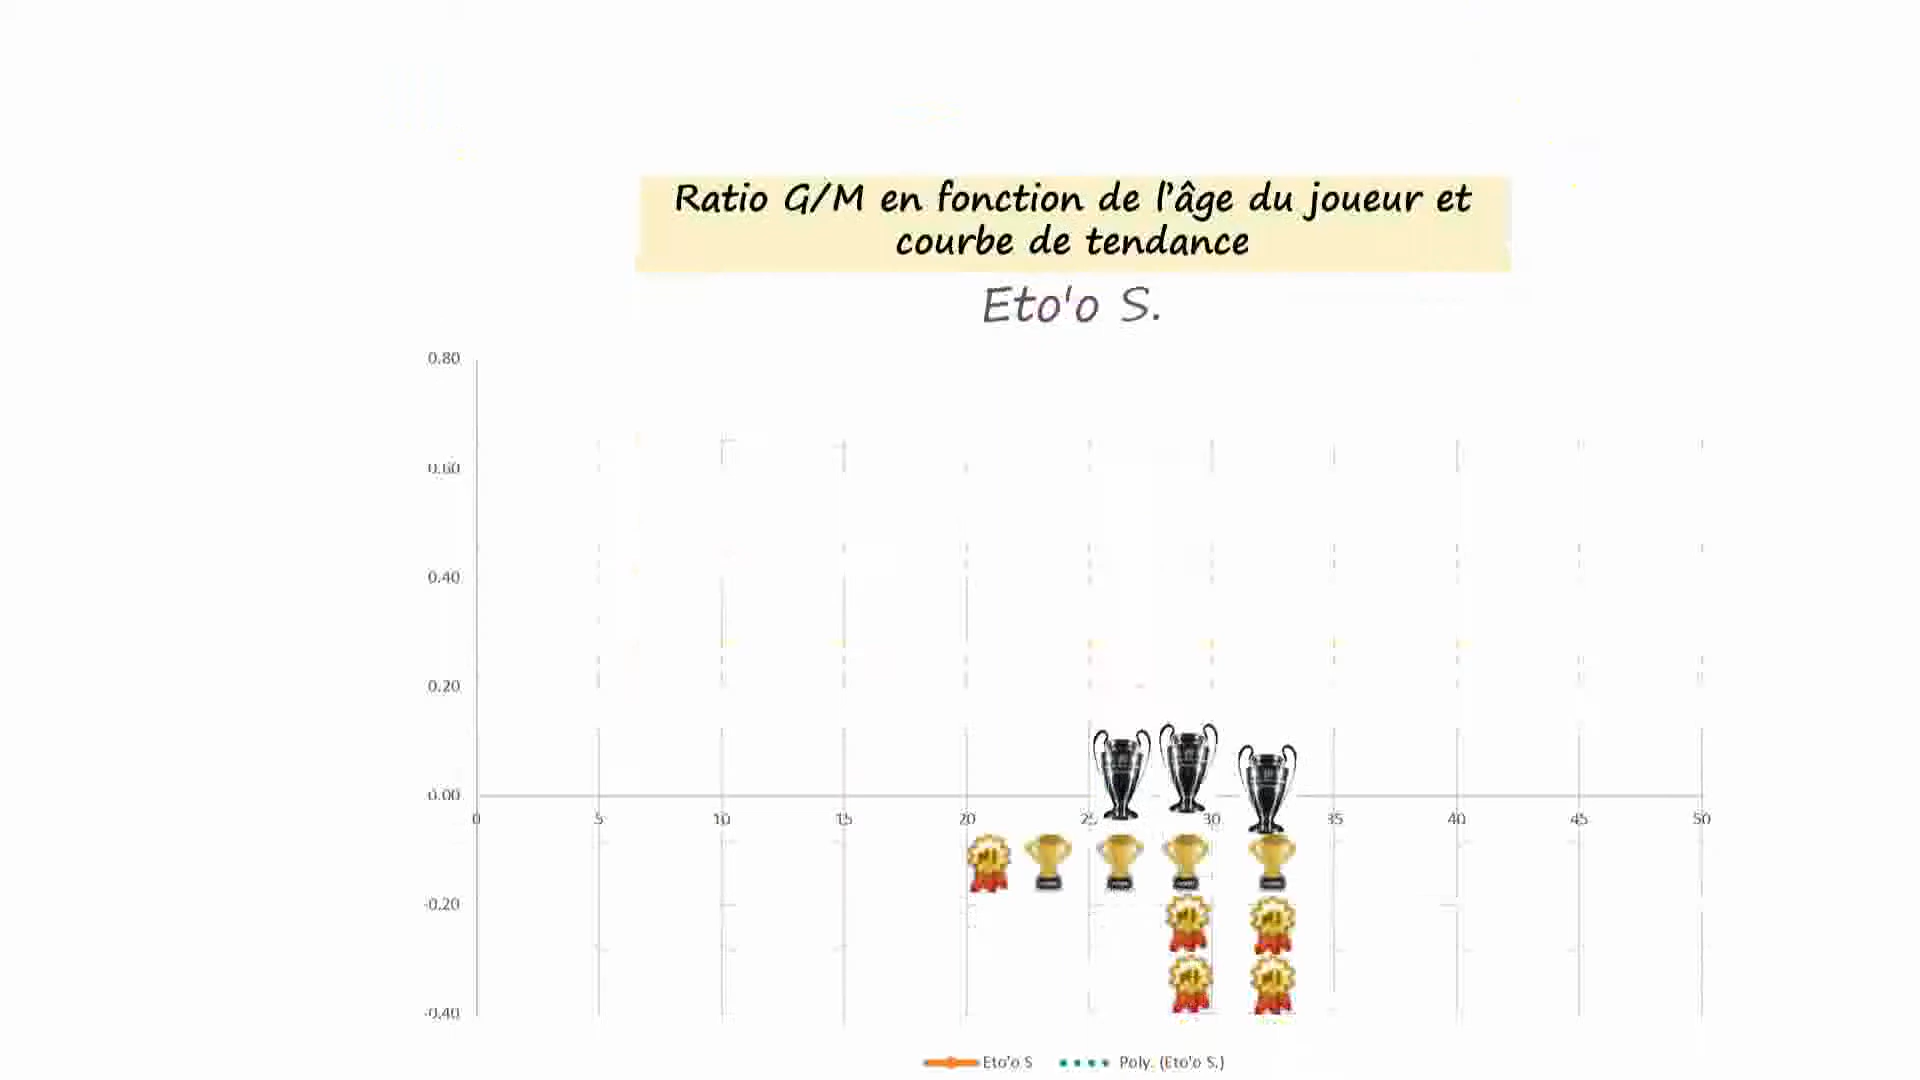 Ratio G/M en fonction de l'âge du joueur et
courbe de tendance
Eto'o S.
0.80
0.60
0.40
0.20
0.00
0 5 10 15 20 25 30 35 40 45 50
-0.20
-0.40
Eto'o S Poly. (Eto'o S.)